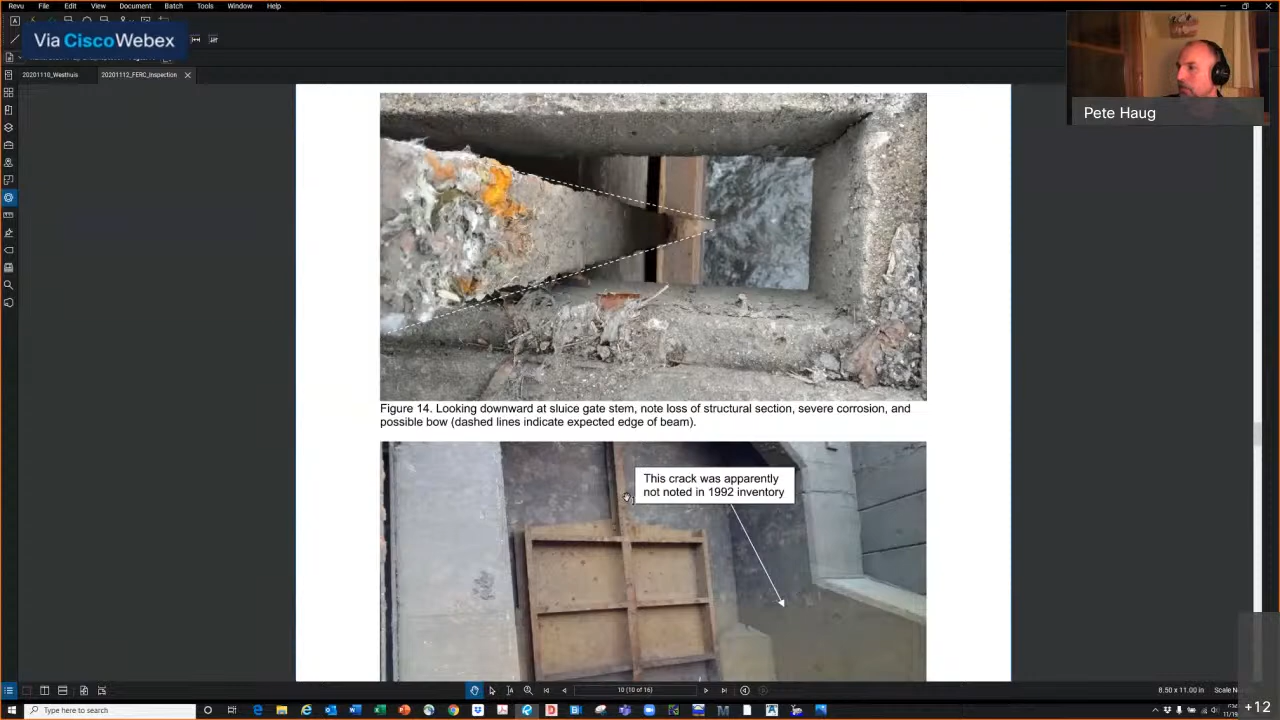 Revu File Edit View Document Batch Tools Window Help
Via CiscoWebex
20201110_Westhuis 20201112_FERC_Inspection
Pete Haug
Figure 14. Looking downward at sluice gate stem, note loss of structural section, severe corrosion, and
possible bow (dashed lines indicate expected edge of beam).
This crack was apparently
not noted in 1992 inventory
10 (10 of 16)
8.50 x 11.00 in
Type here to search
+12